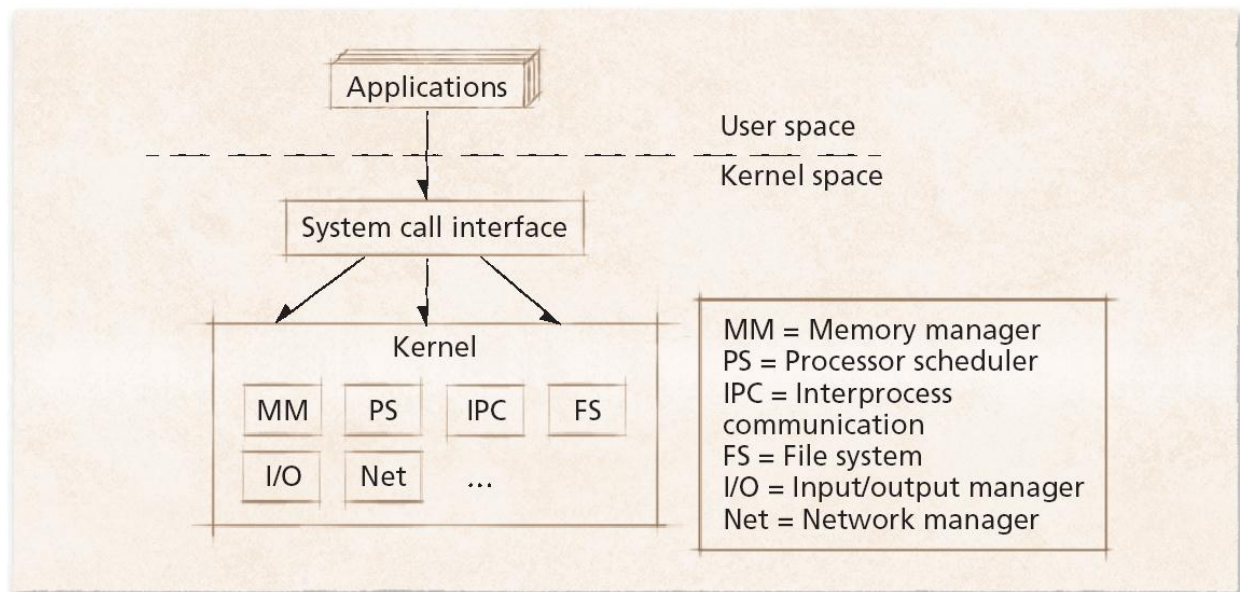 Applications
User space
Kernel space
System call interface
Kernel
MM PS IPC FS
I/O Net ...
MM = Memory manager
PS = Processor scheduler
IPC = Interprocess
communication
FS = File system
I/O = Input/output manager
Net = Network manager